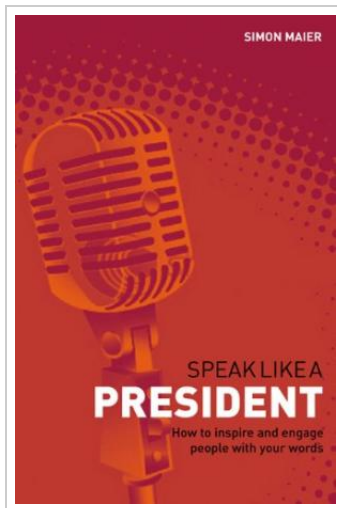 SIMON MAIER
SPEAK LIKE A
PRESIDENT
How to inspire and engage
people with your words